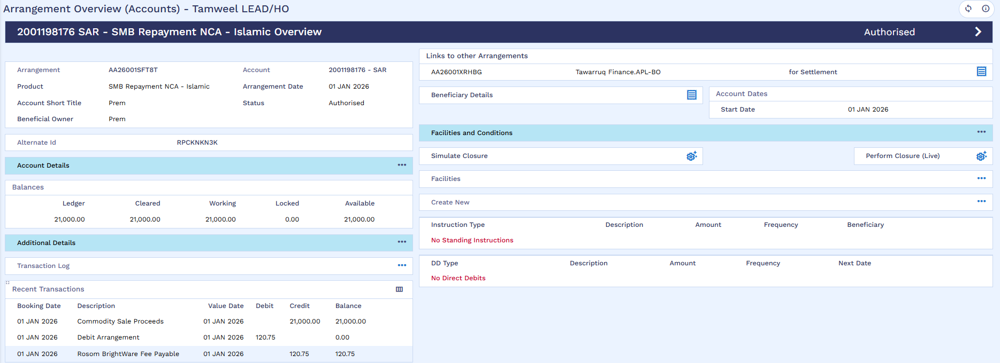 Arrangement Overview (Accounts) - Tamweel LEAD/HO
2001198176 SAR - SMB Repayment NCA - Islamic Overview Authorised
Arrangement AA26001SFT8T Account 2001198176 - SAR
Product SMB Repayment NCA - Islamic Arrangement Date 01 JAN 2026
Account Short Title Prem Status Authorised
Beneficial Owner Prem
Alternate Id RPCKNKN3K
Account Details
Balances
Ledger Cleared Working Locked Available
21,000.00 21,000.00 21,000.00 0.00 21,000.00
Additional Details
Transaction Log
Recent Transactions
Booking Date Description Value Date Debit Credit Balance
01 JAN 2026 Commodity Sale Proceeds 01 JAN 2026 21,000.00 21,000.00
01 JAN 2026 Debit Arrangement 01 JAN 2026 120.75 0.00
01 JAN 2026 Rosom BrightWare Fee Payable 01 JAN 2026 120.75 120.75
Links to other Arrangements
AA26001XRHBG Tawarruq Finance.APL-BO for Settlement
Beneficiary Details
Account Dates
Start Date 01 JAN 2026
Facilities and Conditions
Simulate Closure Perform Closure (Live)
Facilities
Create New
Instruction Type Description Amount Frequency Beneficiary
No Standing Instructions
DD Type Description Amount Frequency Next Date
No Direct Debits